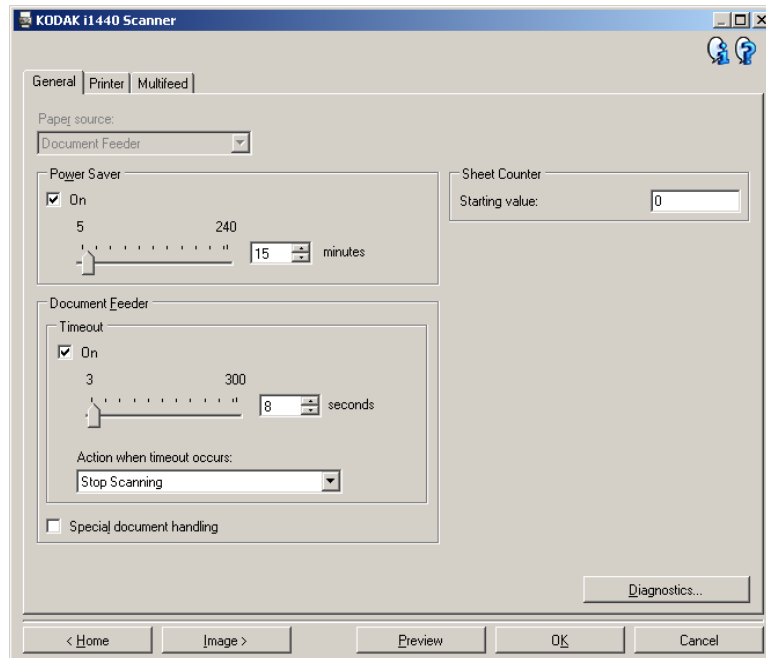 KODAK i1440 Scanner
General Printer Multifeed
Paper source:
Document Feeder
Power Saver
On
5 240
15 minutes
Sheet Counter
Starting value: 0
Document Feeder
Timeout
On
3 300
8 seconds
Action when timeout occurs:
Stop Scanning
Special document handling
Diagnostics...
< Home Image > Preview OK Cancel